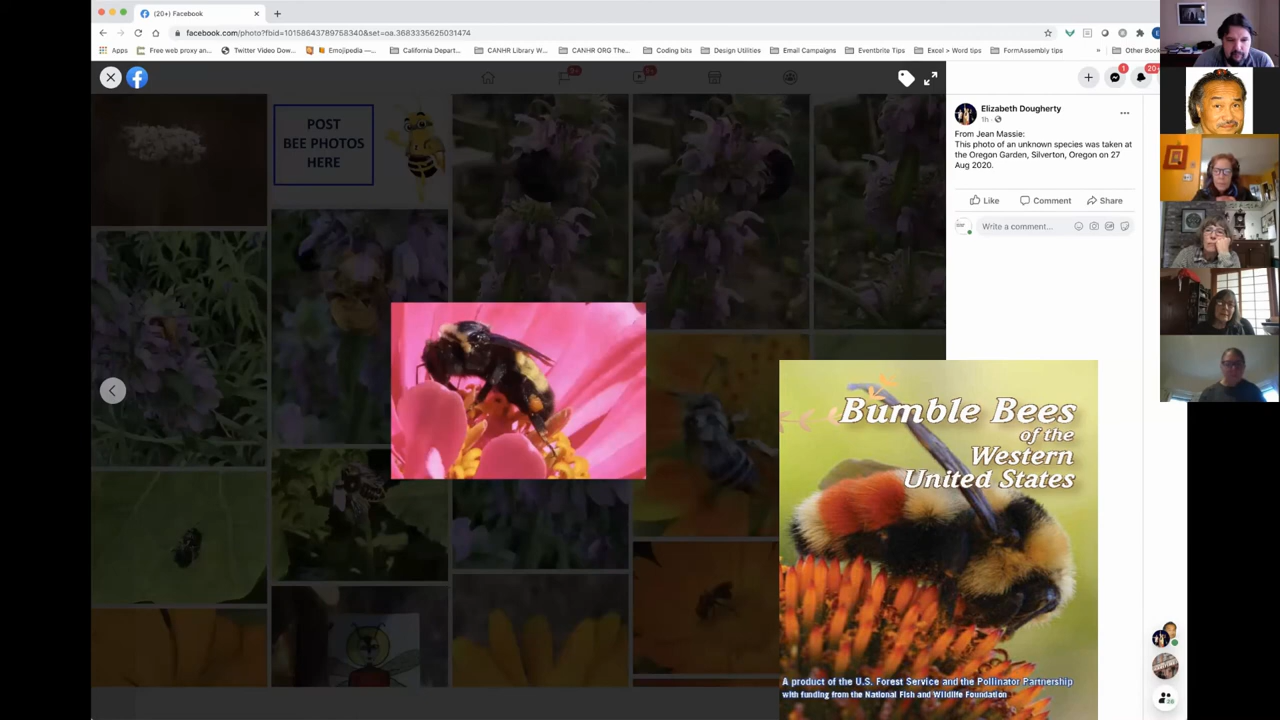 (20+) Facebook
facebook.com/photo?fbid=10158643789758340&set=oa.3683335625031474
Apps
Free web proxy an...
Twitter Video Dow...
Emojipedia —...
California Depart...
CANHR Library W...
CANHR ORG The...
Coding bits
Design Utilities
Email Campaigns
Eventbrite Tips
Excel > Word tips
FormAssembly tips
»
Other Boo
1
20+
POST
BEE PHOTOS
HERE
Elizabeth Dougherty
1h
From Jean Massie:
This photo of an unknown species was taken at
the Oregon Garden, Silverton, Oregon on 27
Aug 2020.
Like
Comment
Share
Write a comment...
Bumble Bees
of the
Western
United States
A product of the U.S. Forest Service and the Pollinator Partnership
with funding from the National Fish and Wildlife Foundation